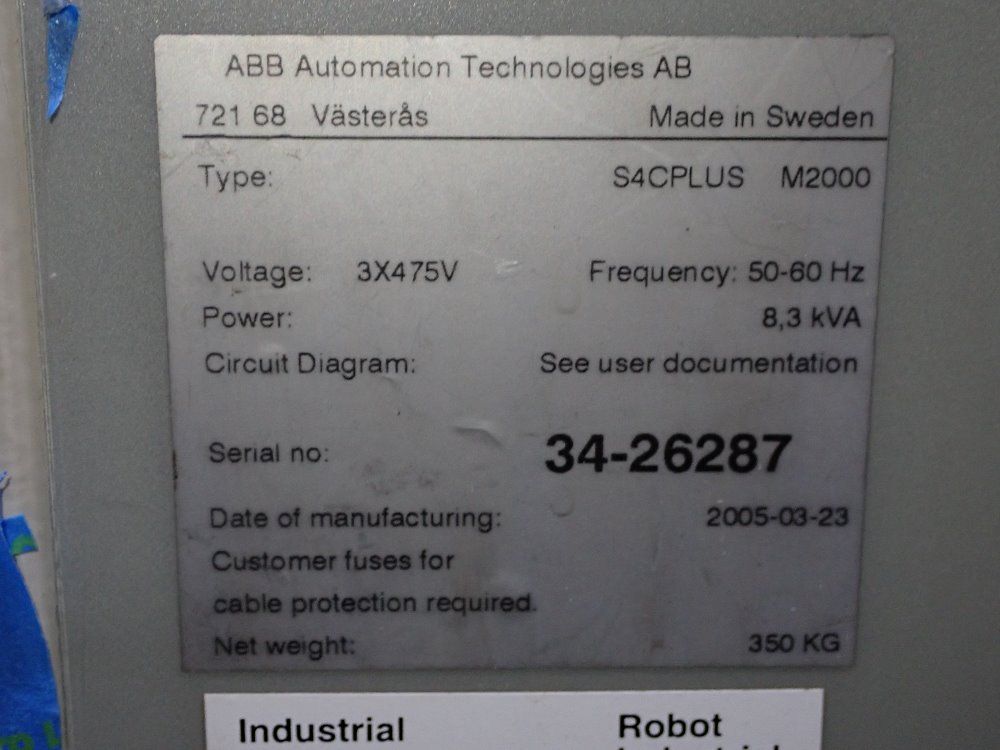 ABB Automation Technologies AB
721 68 Västerås Made in Sweden
Type: S4CPLUS M2000
Voltage: 3X475V Frequency: 50-60 Hz
Power: 8,3 kVA
Circuit Diagram: See user documentation
Serial no: 34-26287
Date of manufacturing: 2005-03-23
Customer fuses for
cable protection required.
Net weight: 350 KG
Industrial Robot